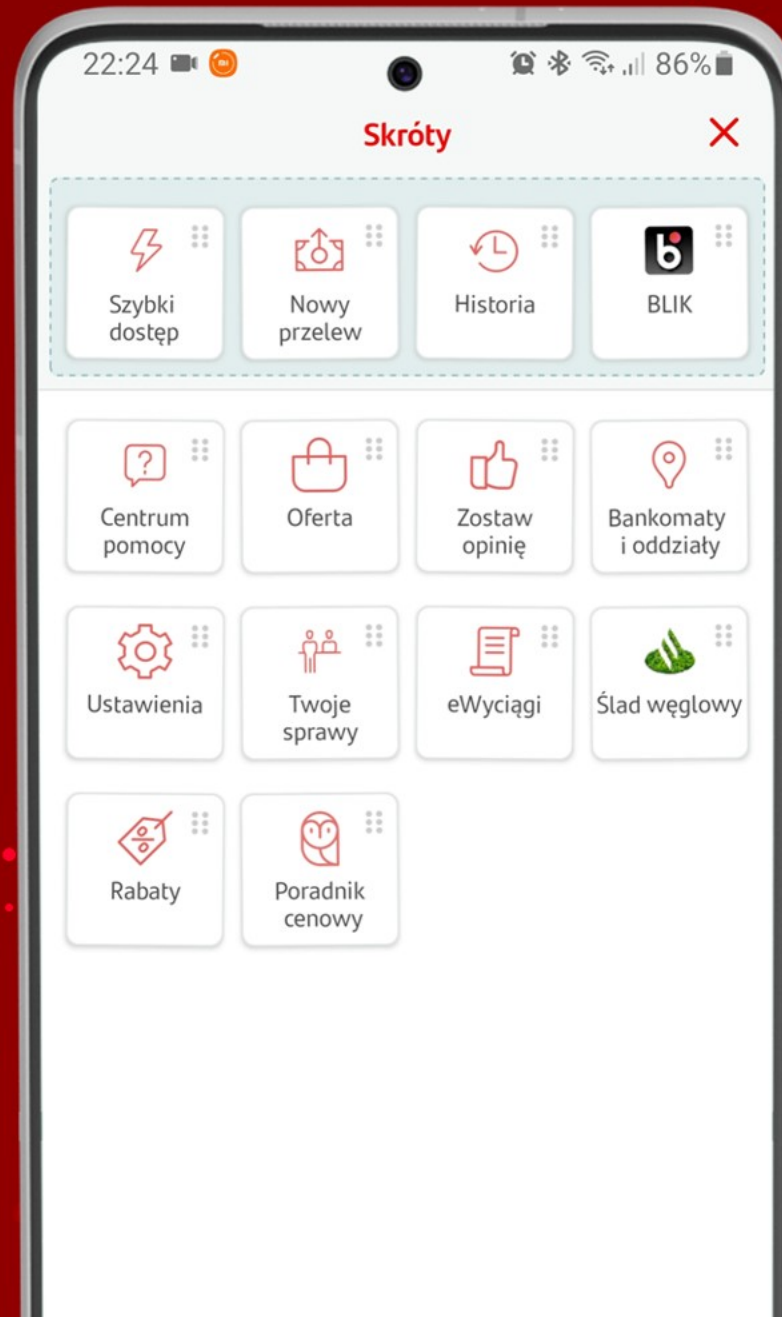 22:24 86%
Skróty
Szybki dostęp
Nowy przelew
Historia
BLIK
Centrum pomocy
Oferta
Zostaw opinię
Bankomaty i oddziały
Ustawienia
Twoje sprawy
eWyciągi
Ślad węglowy
Rabaty
Poradnik cenowy